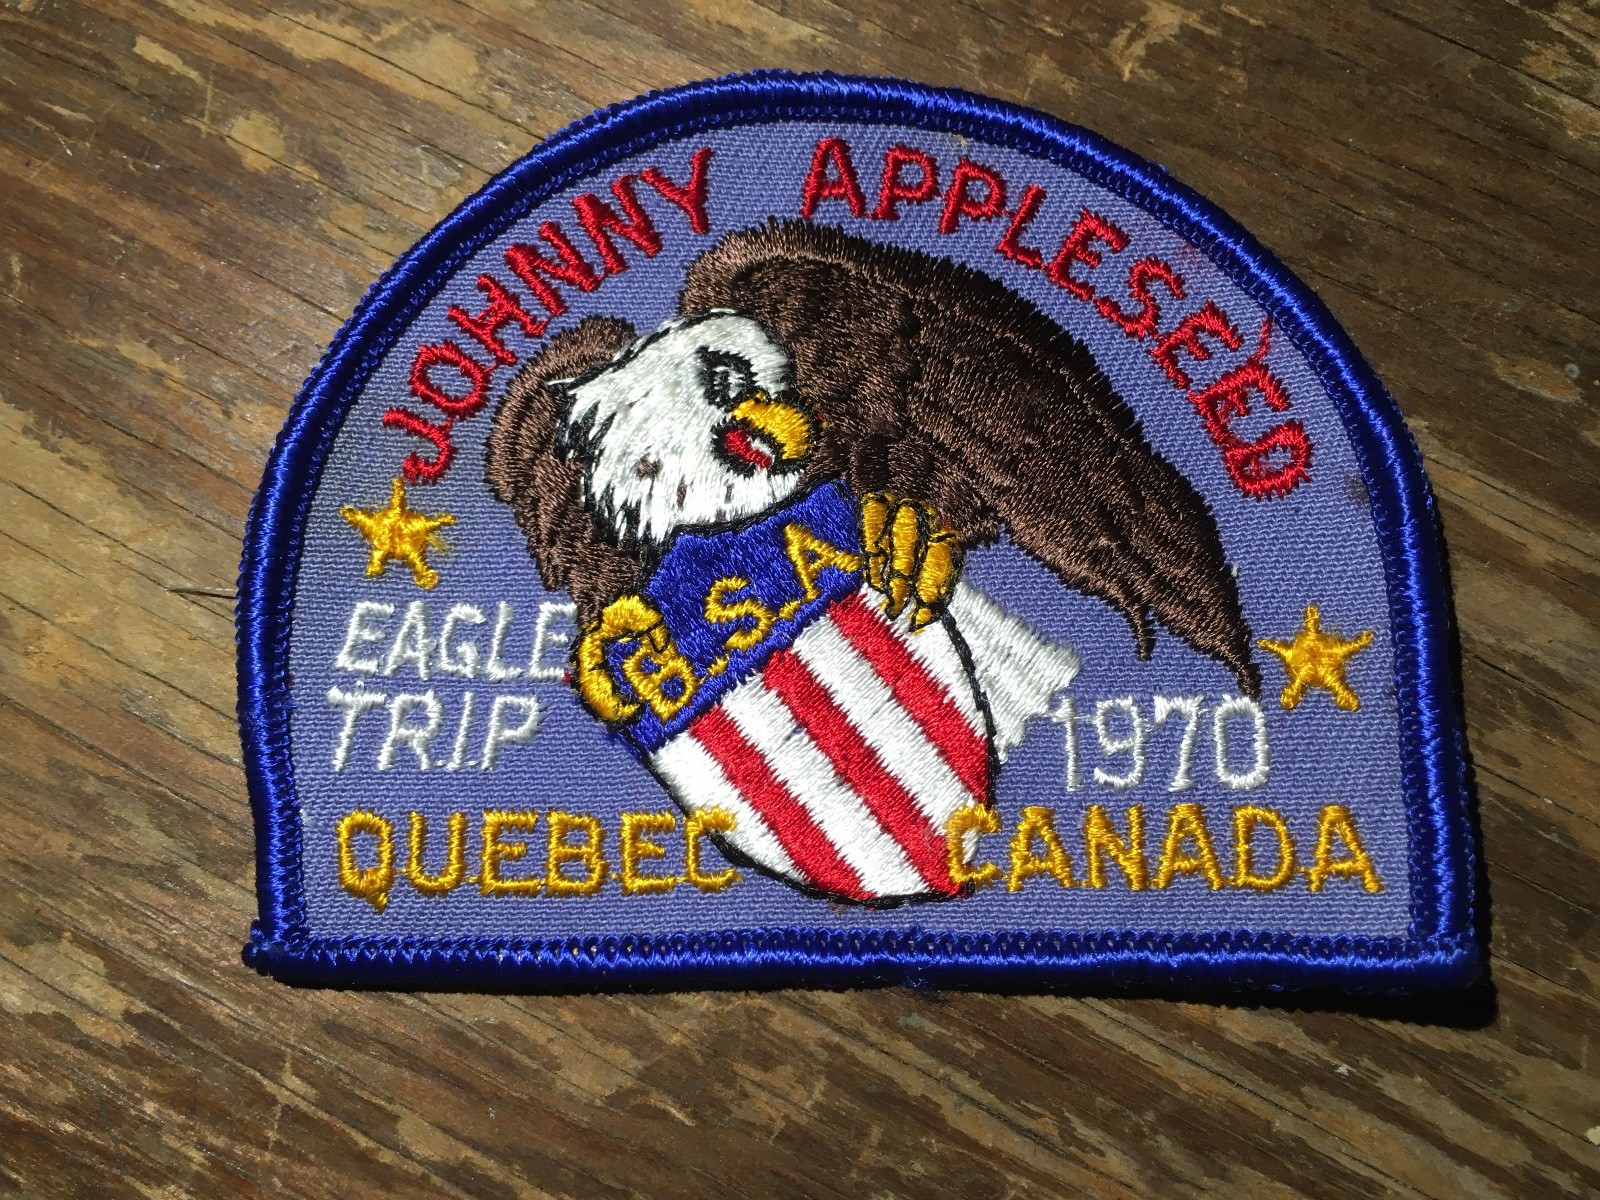 JOHNNY APPLESEED
B.S.A
EAGLE
TRIP
1970
QUEBEC CANADA